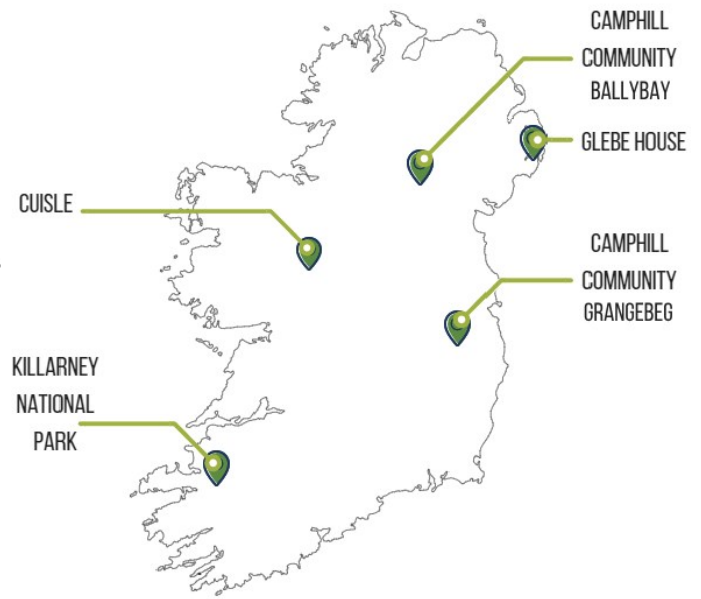 CAMPHILL
COMMUNITY
BALLYBAY
GLEBE HOUSE
CUISLE
CAMPHILL
COMMUNITY
GRANGEBEG
KILLARNEY
NATIONAL
PARK